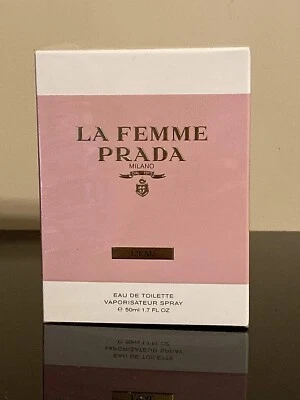 LA FEMME
PRADA
MILANO
L'EAU
EAU DE TOILETTE
VAPORISATEUR SPRAY
℮ 50ml 1.7 FL OZ